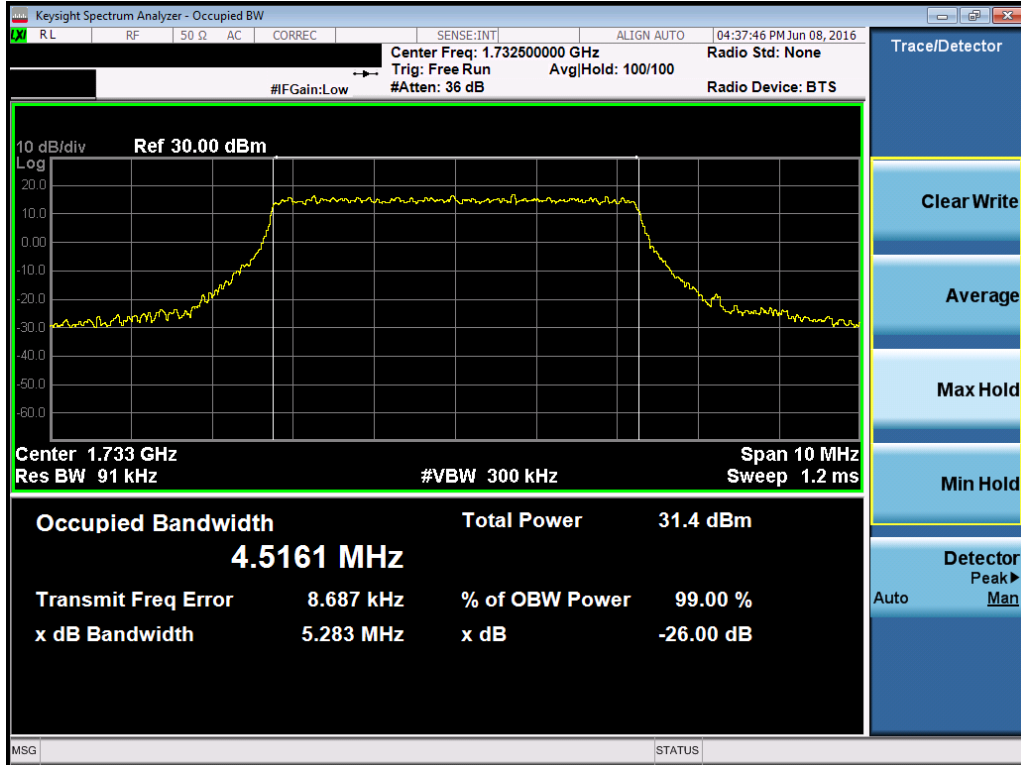 Keysight Spectrum Analyzer - Occupied BW
LXI RL RF 50 Ω AC CORREC SENSE:INT ALIGN AUTO 04:37:46 PM Jun 08, 2016
Center Freq: 1.732500000 GHz Radio Std: None
Trig: Free Run Avg|Hold: 100/100
#IFGain:Low #Atten: 36 dB Radio Device: BTS
10 dB/div Ref 30.00 dBm
Log
20.0
10.0
0.00
-10.0
-20.0
-30.0
-40.0
-50.0
-60.0
Center 1.733 GHz Span 10 MHz
Res BW 91 kHz #VBW 300 kHz Sweep 1.2 ms
Occupied Bandwidth Total Power 31.4 dBm
4.5161 MHz
Transmit Freq Error 8.687 kHz % of OBW Power 99.00 %
x dB Bandwidth 5.283 MHz x dB -26.00 dB
MSG STATUS
Trace/Detector
Clear Write
Average
Max Hold
Min Hold
Detector
Peak▶
Auto Man